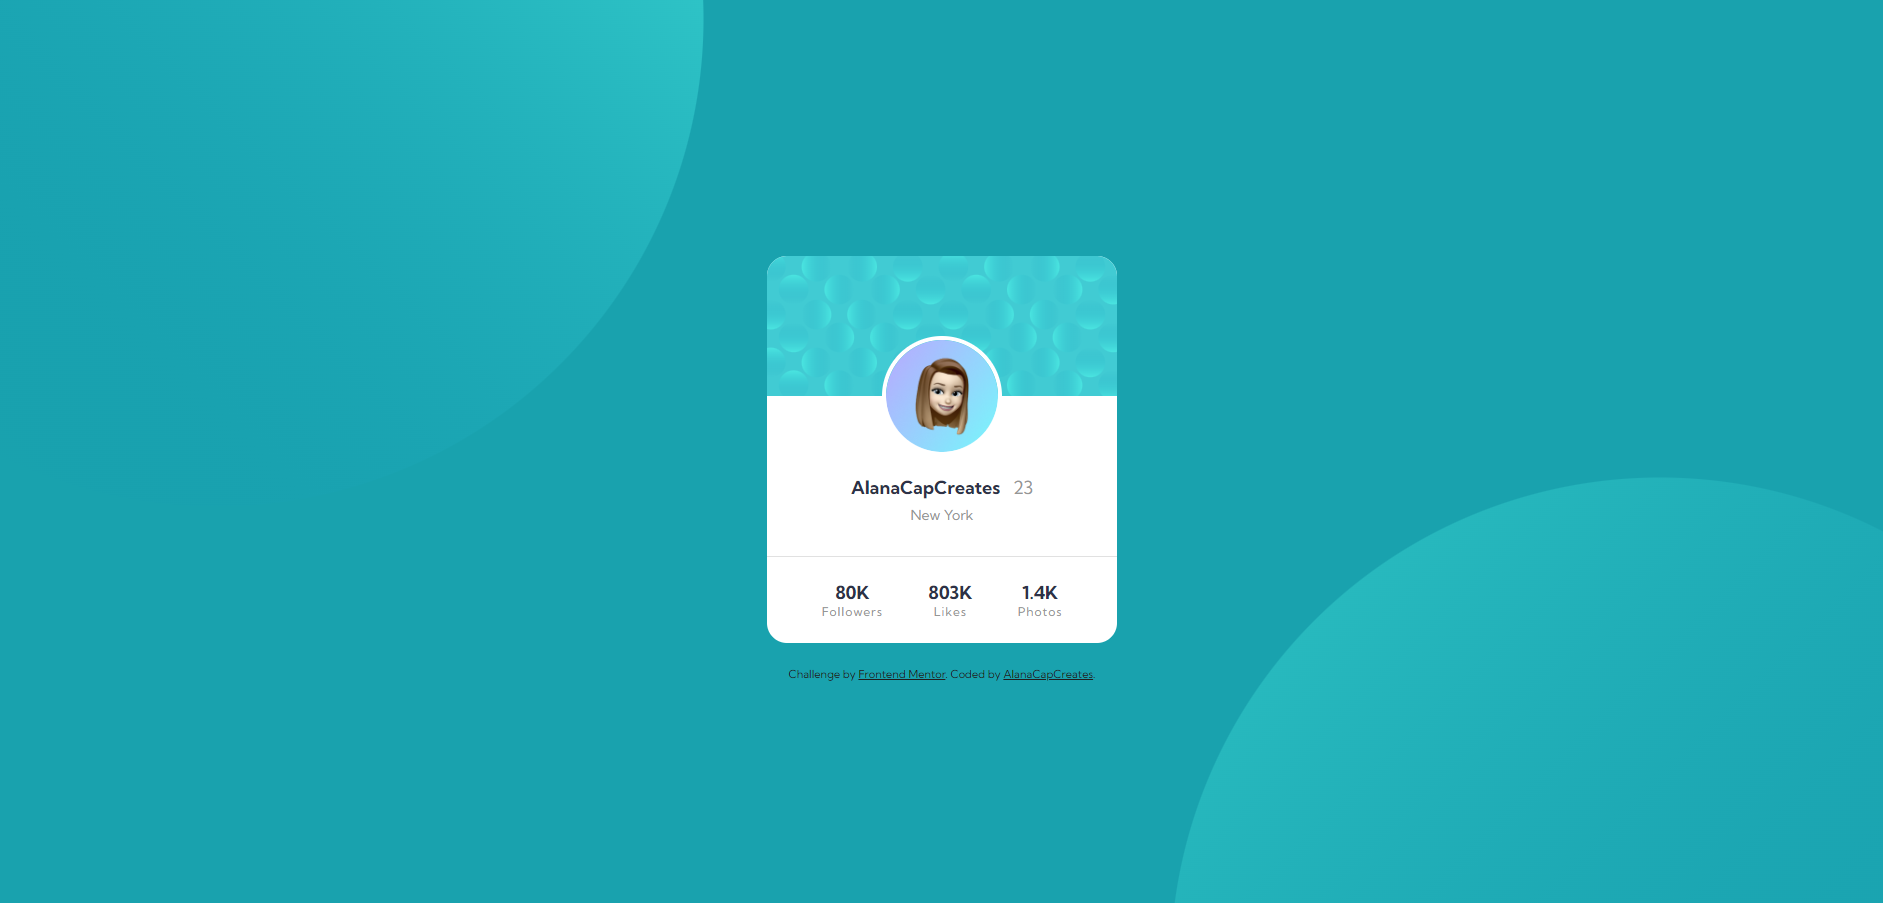 AlanaCapCreates 23
New York
80K 803K 1.4K
Followers Likes Photos
Challenge by Frontend Mentor. Coded by AlanaCapCreates.